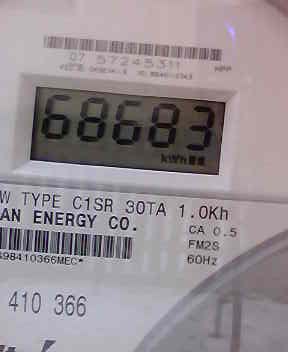 07 57245311
68683
kWh
W TYPE C1SR 30TA 1.0Kh
AN ENERGY CO.
CA 0.5
FM2S
60Hz
498410366MEC*
410 366